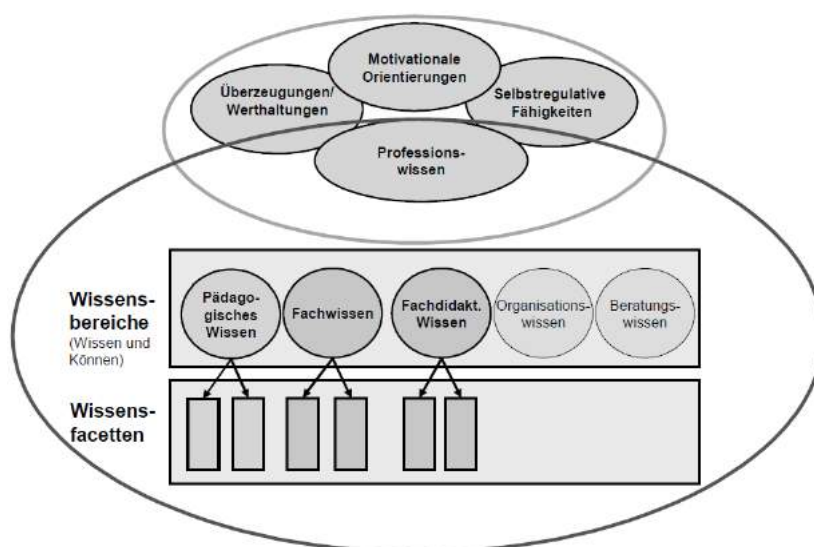 Motivationale
Orientierungen
Überzeugungen/
Werthaltungen
Selbstregulative
Fähigkeiten
Professions-
wissen
Wissens-
bereiche
(Wissen und
Können)
Pädago-
gisches
Wissen
Fachwissen
Fachdidakt.
Wissen
Organisations-
wissen
Beratungs-
wissen
Wissens-
facetten